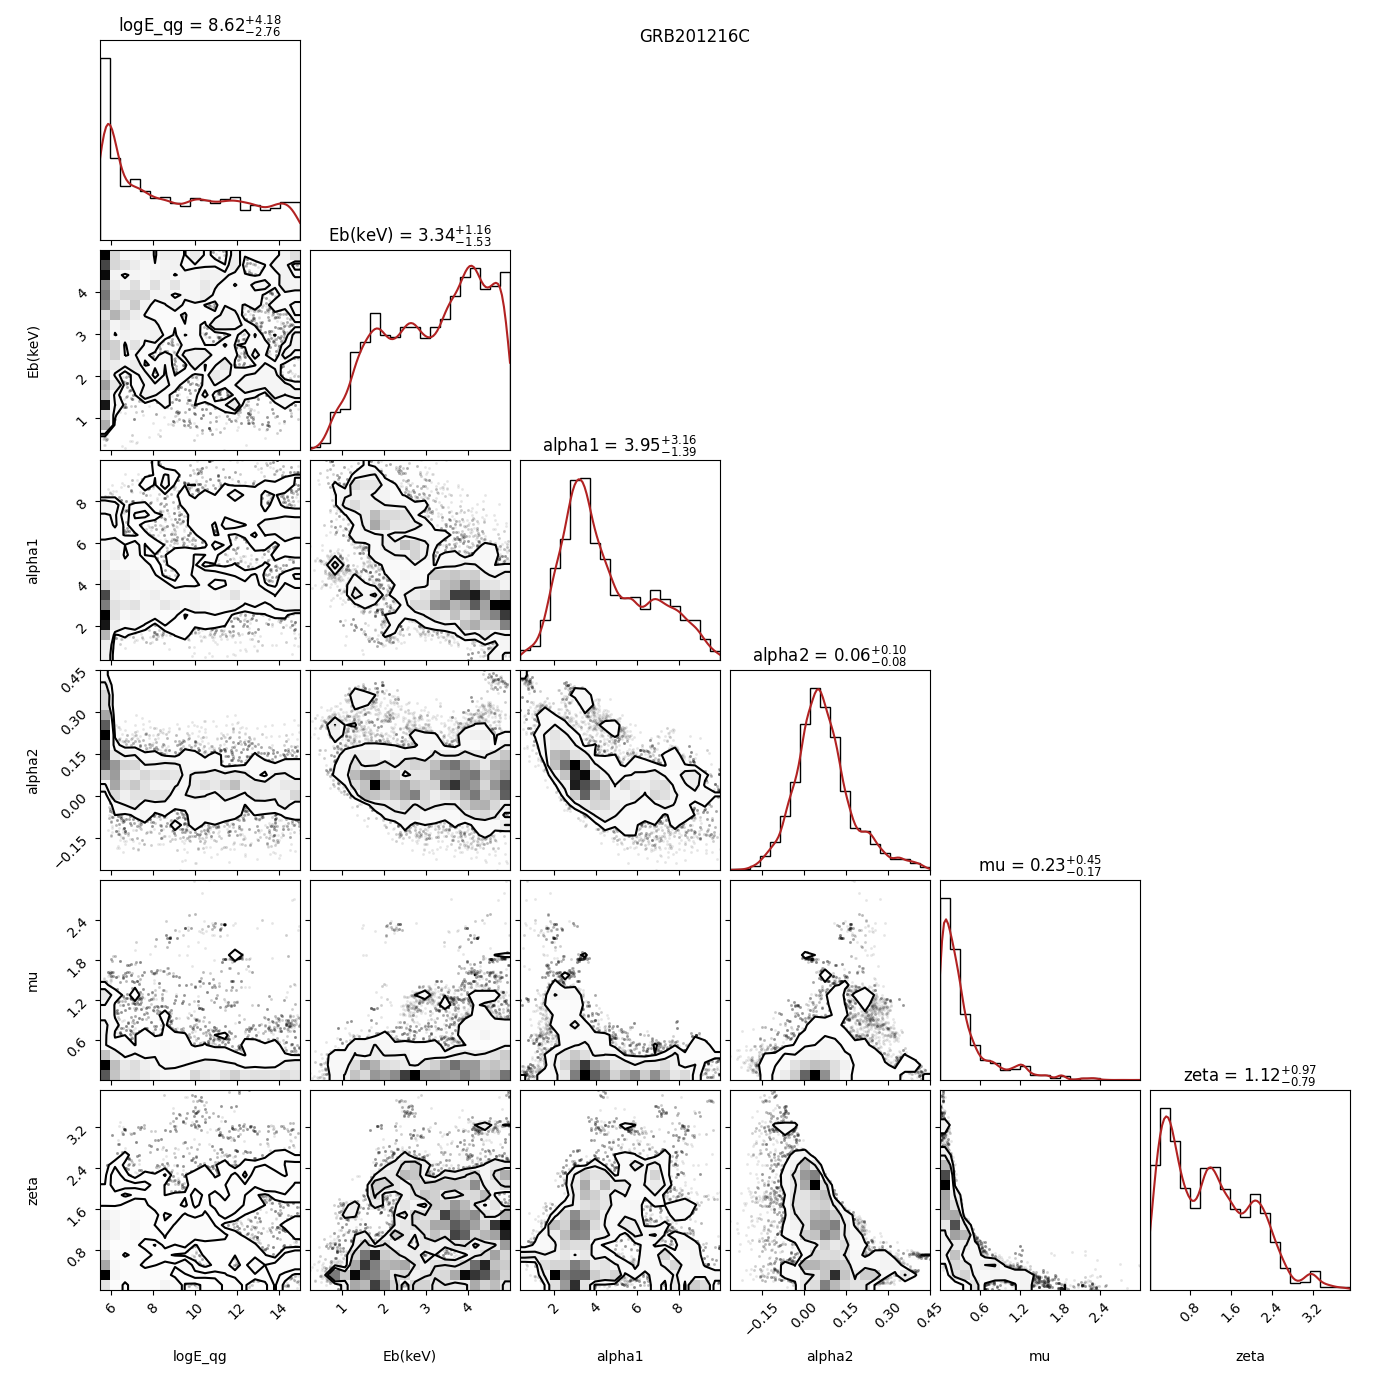 GRB201216C
logE_qg = 8.62+4.18−2.76
Eb(keV) = 3.34+1.16−1.53
Eb(keV)
4
3
2
1
alpha1 = 3.95+3.16−1.39
alpha1
8
6
4
2
alpha2 = 0.06+0.10−0.08
alpha2
0.45
0.30
0.15
0.00
−0.15
mu = 0.23+0.45−0.17
mu
2.4
1.8
1.2
0.6
zeta = 1.12+0.97−0.79
zeta
3.2
2.4
1.6
0.8
6 8 10 12 14
1 2 3 4
2 4 6 8
−0.15 0.00 0.15 0.30 0.45
0.6 1.2 1.8 2.4
0.8 1.6 2.4 3.2
logE_qg Eb(keV) alpha1 alpha2 mu zeta